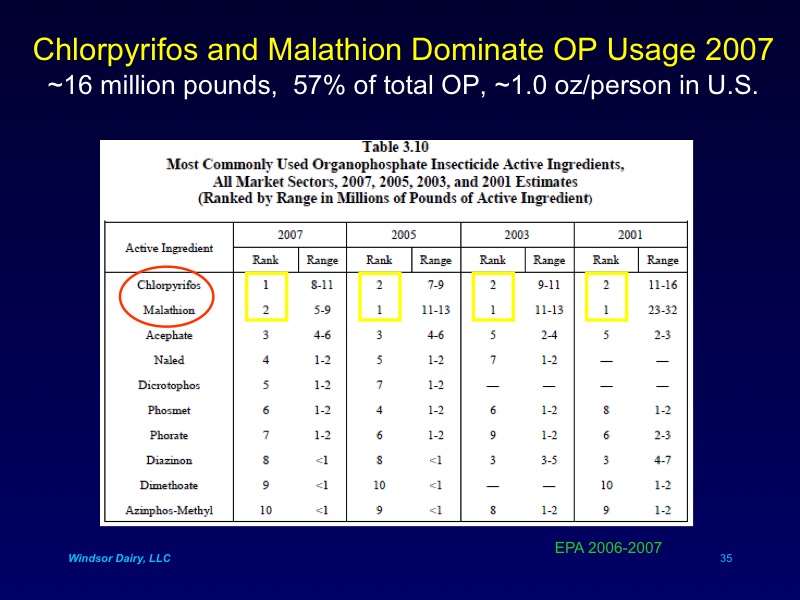 Chlorpyrifos and Malathion Dominate OP Usage 2007
~16 million pounds,  57% of total OP, ~1.0 oz/person in U.S.
Table 3.10
Most Commonly Used Organophosphate Insecticide Active Ingredients,
All Market Sectors, 2007, 2005, 2003, and 2001 Estimates
(Ranked by Range in Millions of Pounds of Active Ingredient)
Active Ingredient 2007 2005 2003 2001
Rank Range Rank Range Rank Range Rank Range
Chlorpyrifos 1 8-11 2 7-9 2 9-11 2 11-16
Malathion 2 5-9 1 11-13 1 11-13 1 23-32
Acephate 3 4-6 3 4-6 5 2-4 5 2-3
Naled 4 1-2 5 1-2 7 1-2 — —
Dicrotophos 5 1-2 7 1-2 — — — —
Phosmet 6 1-2 4 1-2 6 1-2 8 1-2
Phorate 7 1-2 6 1-2 9 1-2 6 2-3
Diazinon 8 <1 8 <1 3 3-5 3 4-7
Dimethoate 9 <1 10 <1 — — 10 1-2
Azinphos-Methyl 10 <1 9 <1 8 1-2 9 1-2
EPA 2006-2007
Windsor Dairy, LLC 35